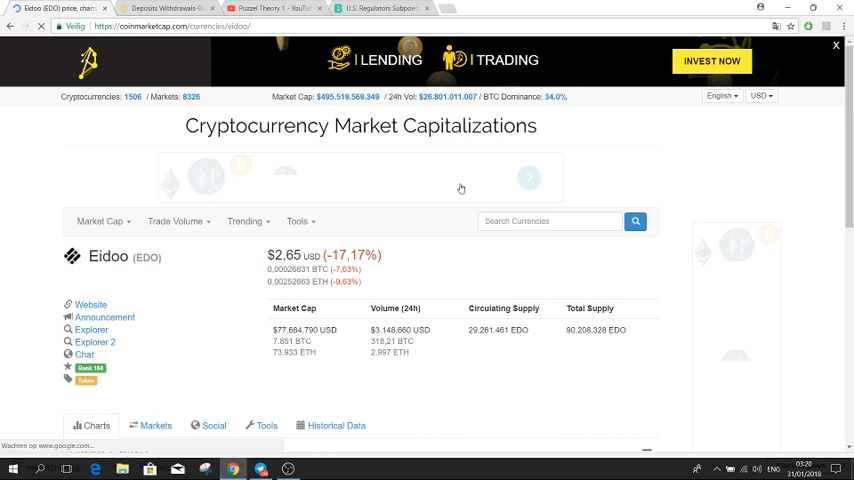 Eidoo (EDO) price, chars
Deposits Withdrawals-B
Puzzel Theory 1 - YouTub
U.S. Regulators Subpoen
Veilig
https://coinmarketcap.com/currencies/eidoo/
LENDING
TRADING
INVEST NOW
X
Cryptocurrencies: 1506 / Markets: 8326
Market Cap: $495.519.569.349 / 24h Vol: $26.801.011.007 / BTC Dominance: 34.0%
English
USD
Cryptocurrency Market Capitalizations
Market Cap
Trade Volume
Trending
Tools
Search Currencies
Eidoo (EDO)
$2,65 USD (-17,17%)
0,00026831 BTC (-7,63%)
0,00252663 ETH (-9,63%)
Website
Announcement
Explorer
Explorer 2
Chat
Rank 164
Token
Market Cap
Volume (24h)
Circulating Supply
Total Supply
$77.684.790 USD
$3.148.660 USD
29.261.461 EDO
90.208.328 EDO
7.851 BTC
318,21 BTC
73.933 ETH
2.997 ETH
Charts
Markets
Social
Tools
Historical Data
Wachten op www.google.com...
ENG
03:20
31/01/2018